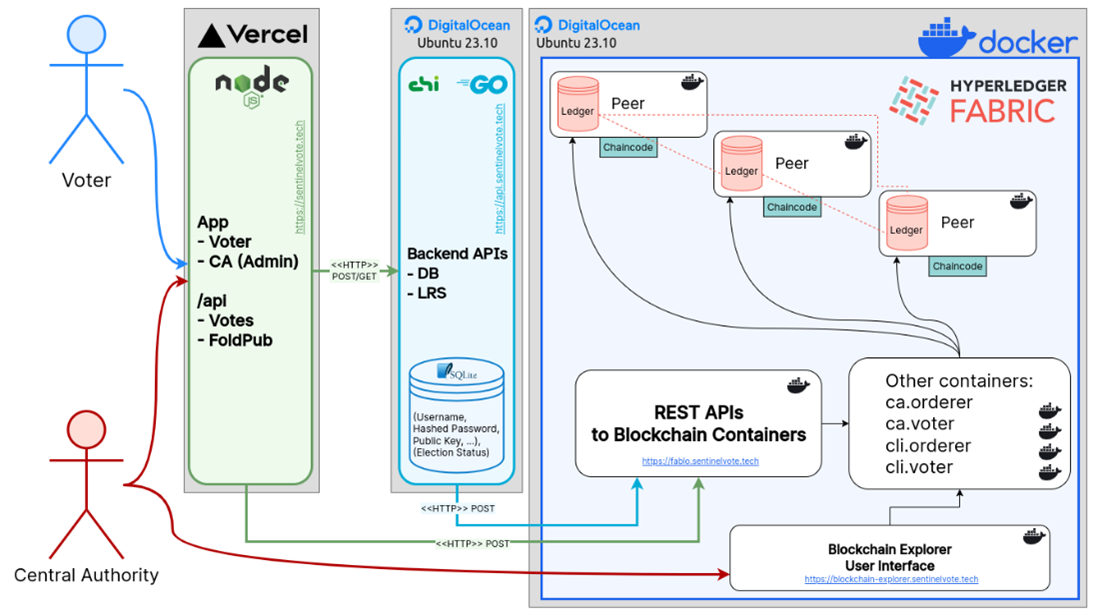 Voter
Central Authority
Vercel
node
JS
https://sentinelvote.tech
App
- Voter
- CA (Admin)
/api
- Votes
- FoldPub
<<HTTP>>
POST/GET
DigitalOcean
Ubuntu 23.10
chi
GO
https://api.sentinelvote.tech
Backend APIs
- DB
- LRS
SQLite
(Username,
Hashed Password,
Public Key, ...),
(Election Status)
<<HTTP>> POST
<<HTTP>> POST
DigitalOcean
Ubuntu 23.10
docker
HYPERLEDGER
FABRIC
Ledger
Peer
Chaincode
Ledger
Peer
Chaincode
Ledger
Peer
Chaincode
REST APIs
to Blockchain Containers
https://fablo.sentinelvote.tech
Other containers:
ca.orderer
ca.voter
cli.orderer
cli.voter
Blockchain Explorer
User Interface
https://blockchain-explorer.sentinelvote.tech